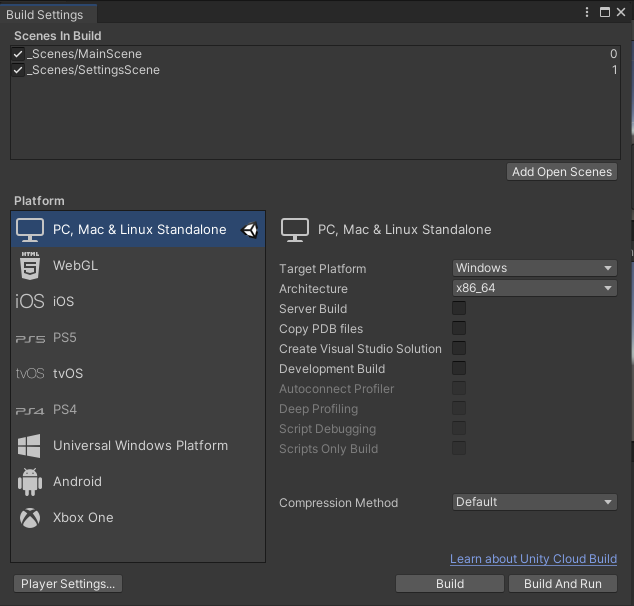 Build Settings
Scenes In Build
_Scenes/MainScene 0
_Scenes/SettingsScene 1
Add Open Scenes
Platform
PC, Mac & Linux Standalone
HTML
5
WebGL
iOS iOS
PS5 PS5
tvOS tvOS
PS4 PS4
Universal Windows Platform
Android
Xbox One
PC, Mac & Linux Standalone
Target Platform Windows
Architecture x86_64
Server Build
Copy PDB files
Create Visual Studio Solution
Development Build
Autoconnect Profiler
Deep Profiling
Script Debugging
Scripts Only Build
Compression Method Default
Learn about Unity Cloud Build
Player Settings... Build Build And Run